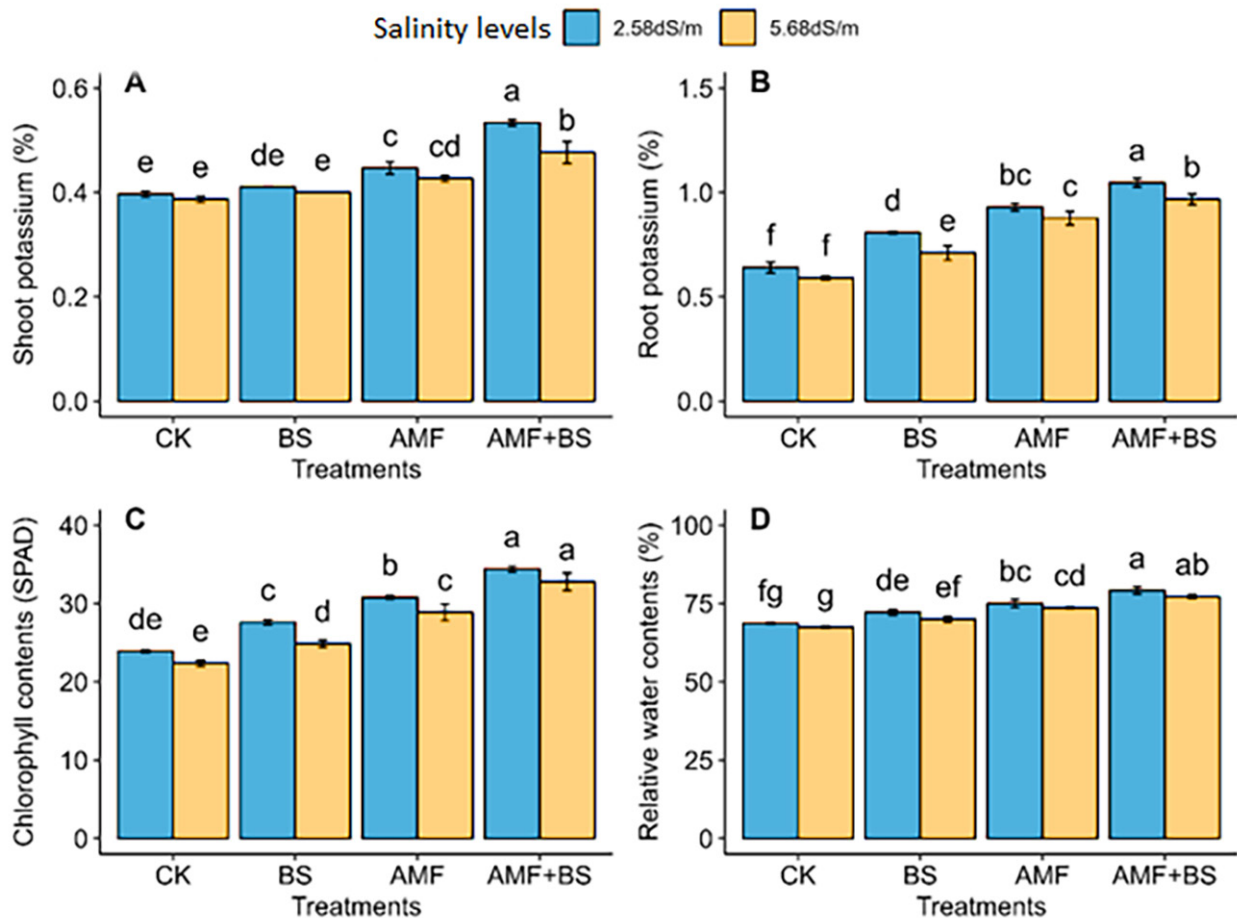 Salinity levels 2.58dS/m 5.68dS/m
A
Shoot potassium (%)
0.6
0.4
0.2
0.0
e e de e c cd a b
CK BS AMF AMF+BS
Treatments
B
Root potassium (%)
1.5
1.0
0.5
0.0
f f d e bc c a b
CK BS AMF AMF+BS
Treatments
C
Chlorophyll contents (SPAD)
40
30
20
10
0
de e c d b c a a
CK BS AMF AMF+BS
Treatments
D
Relative water contents (%)
100
75
50
25
0
fg g de ef bc cd a ab
CK BS AMF AMF+BS
Treatments